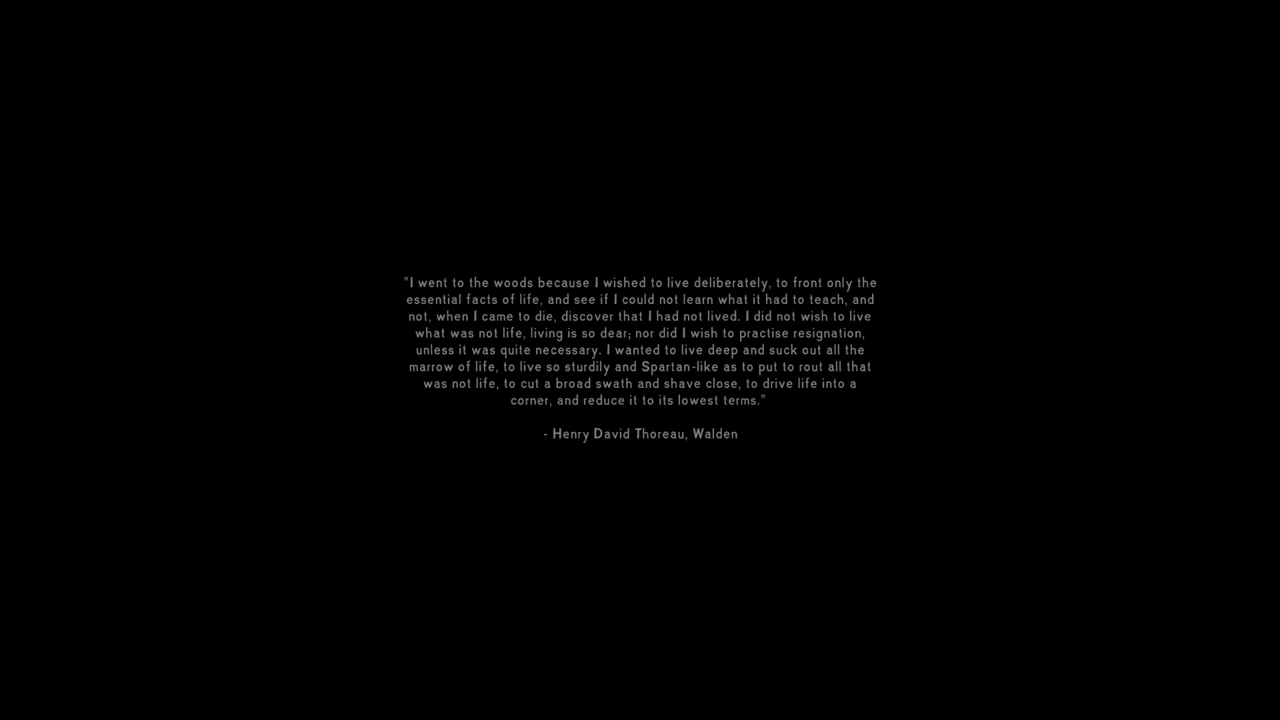 "I went to the woods because I wished to live deliberately, to front only the
essential facts of life, and see if I could not learn what it had to teach, and
not, when I came to die, discover that I had not lived. I did not wish to live
what was not life, living is so dear; nor did I wish to practise resignation,
unless it was quite necessary. I wanted to live deep and suck out all the
marrow of life, to live so sturdily and Spartan-like as to put to rout all that
was not life, to cut a broad swath and shave close, to drive life into a
corner, and reduce it to its lowest terms."
- Henry David Thoreau, Walden